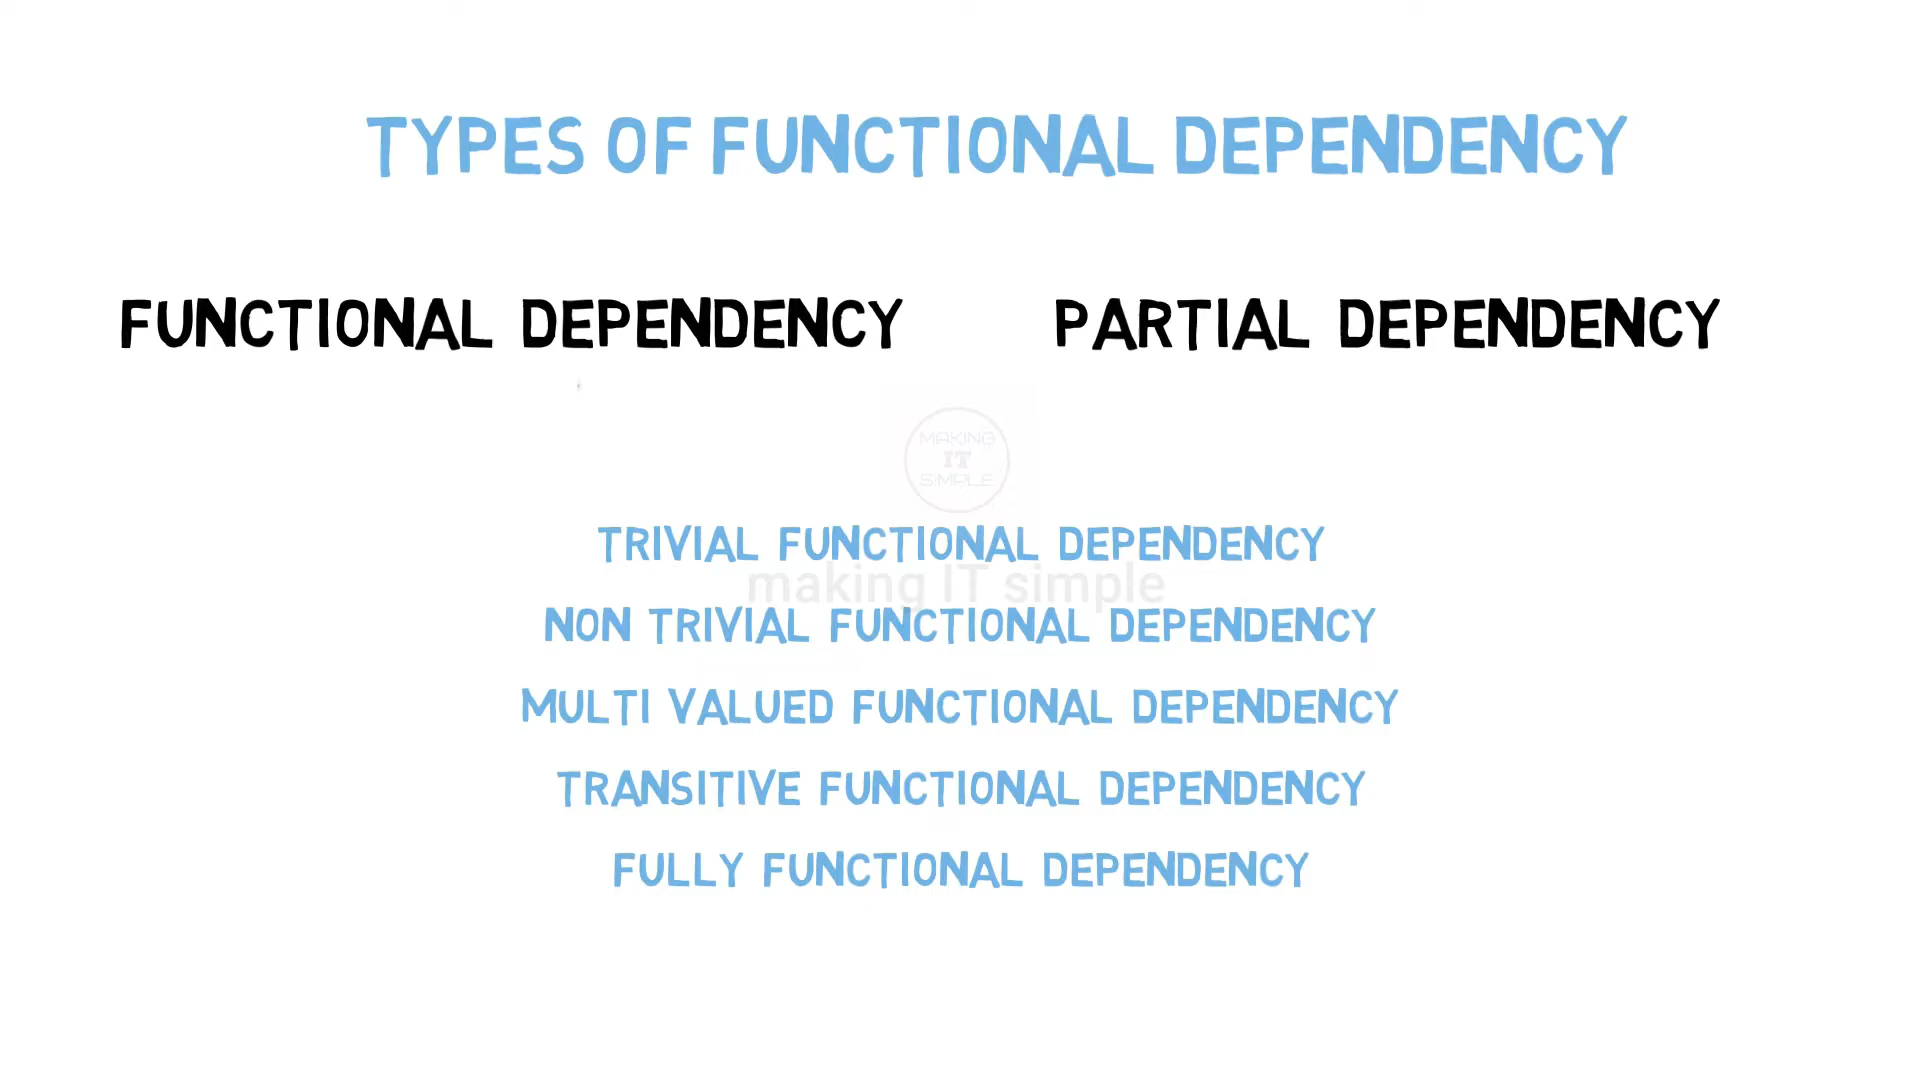 TYPES OF FUNCTIONAL DEPENDENCY
FUNCTIONAL DEPENDENCY PARTIAL DEPENDENCY
MAKING
IT
SIMPLE
TRIVIAL FUNCTIONAL DEPENDENCY
making IT simple
NON TRIVIAL FUNCTIONAL DEPENDENCY
MULTI VALUED FUNCTIONAL DEPENDENCY
TRANSITIVE FUNCTIONAL DEPENDENCY
FULLY FUNCTIONAL DEPENDENCY